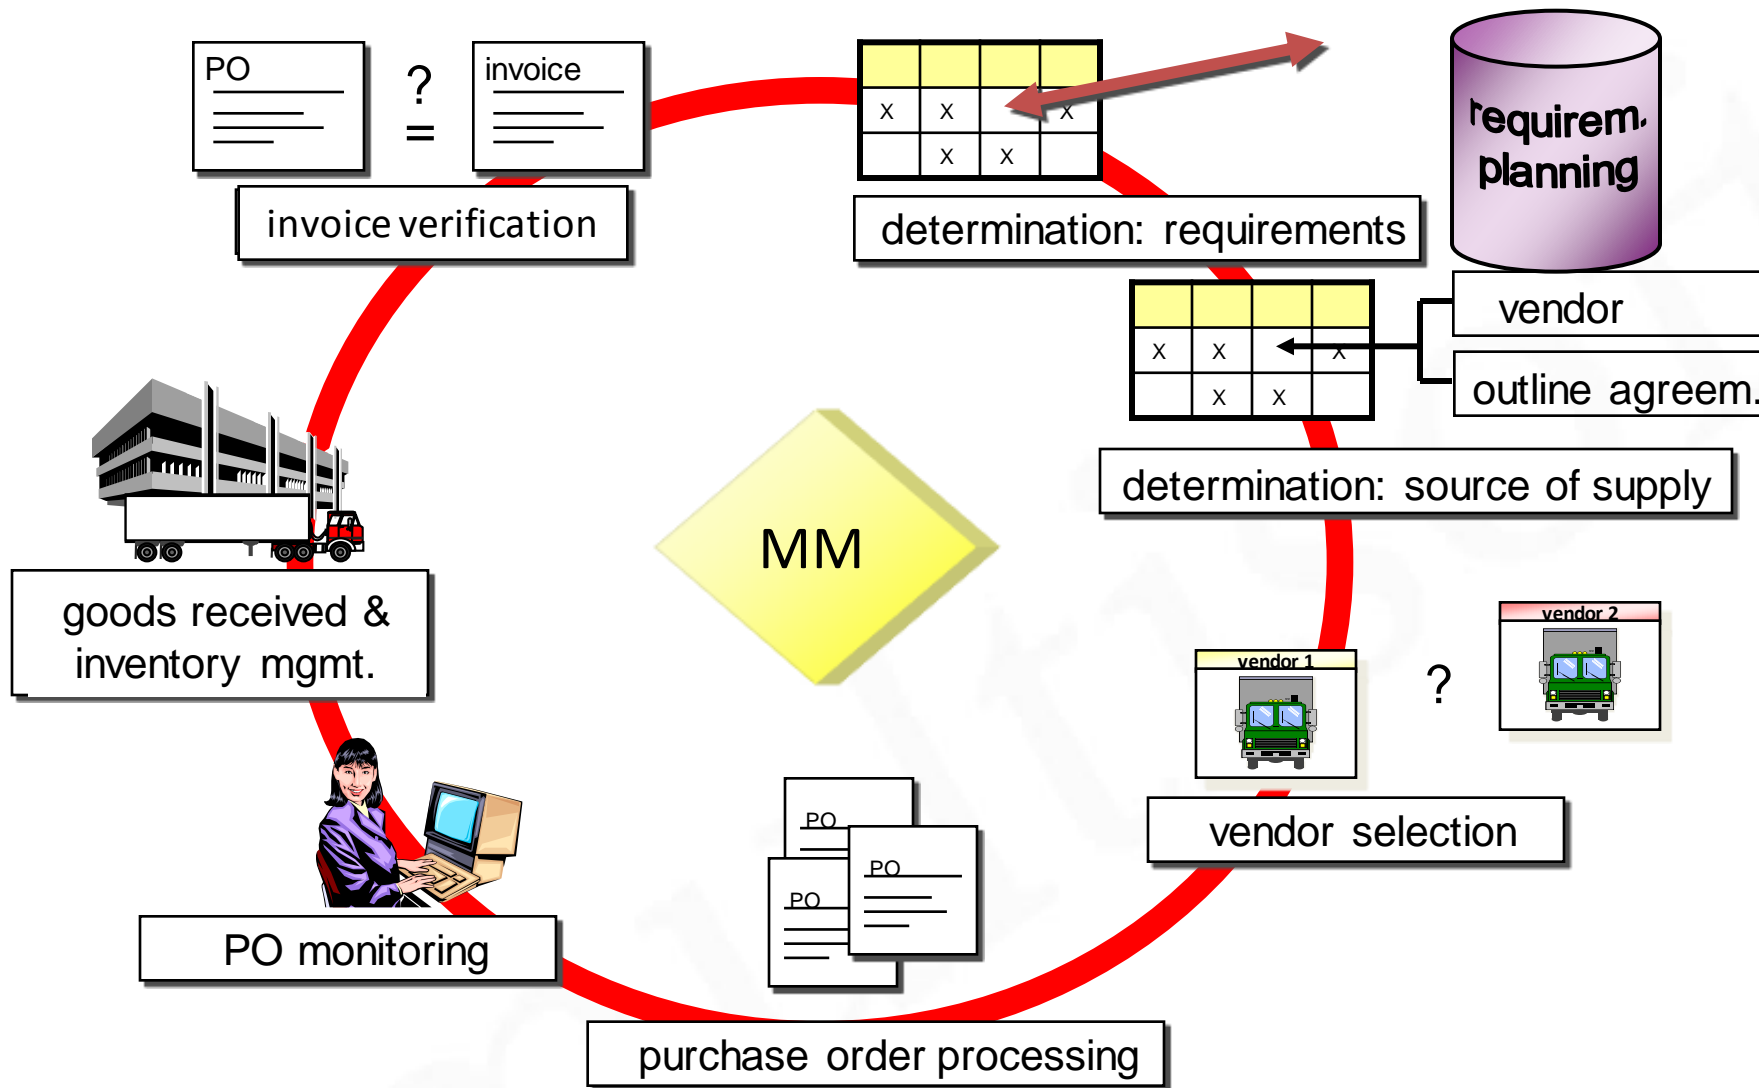 PO
?
=
invoice
invoice verification
X X X
X X
determination: requirements
requirem.
planning
vendor
outline agreem.
X X X
X X
determination: source of supply
MM
goods received &
inventory mgmt.
vendor 1
?
vendor 2
vendor selection
PO
PO
PO
PO monitoring
purchase order processing